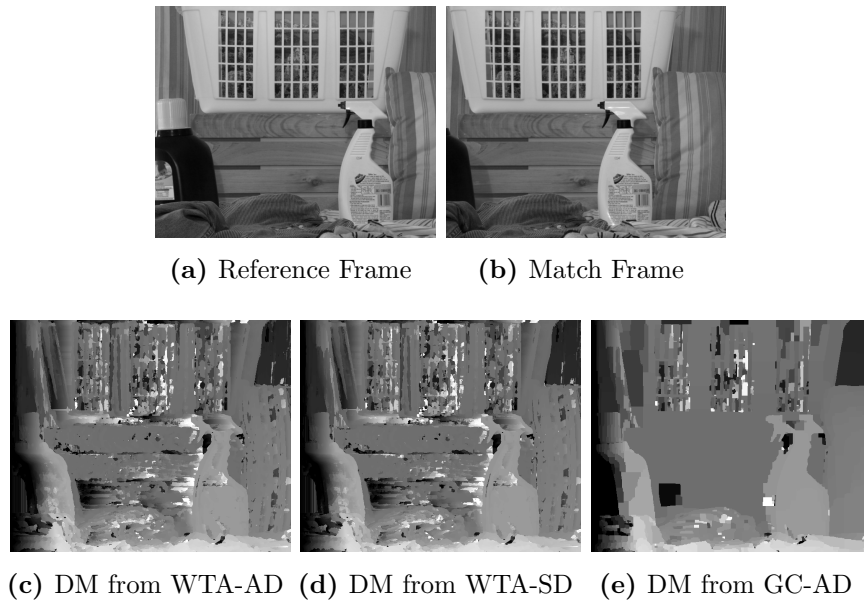 (a) Reference Frame
(b) Match Frame
(c) DM from WTA-AD
(d) DM from WTA-SD
(e) DM from GC-AD